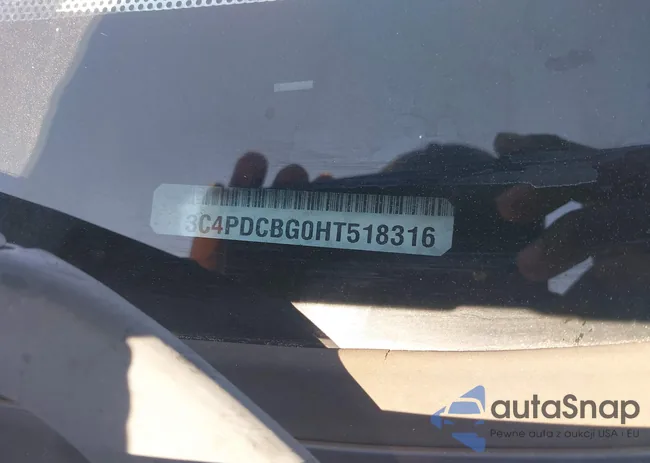 3C4PDCBG0HT518316
autaSnap
Pewne auta z aukcji USA i EU